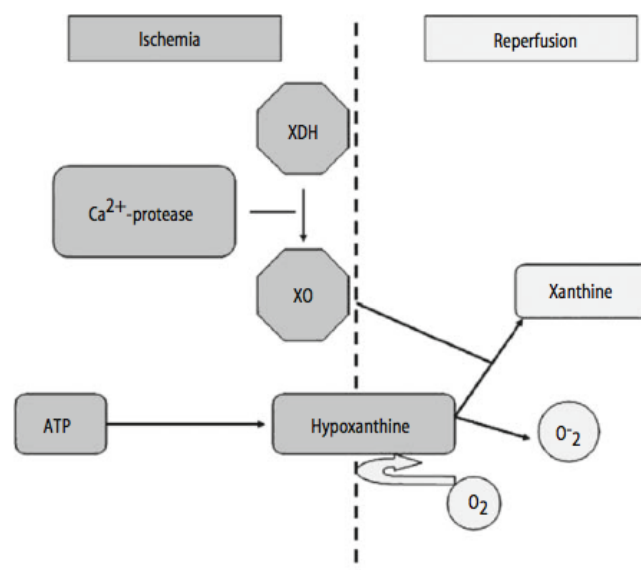 Ischemia
Reperfusion
XDH
Ca²⁺-protease
XO
Xanthine
ATP
Hypoxanthine
O⁻₂
O₂